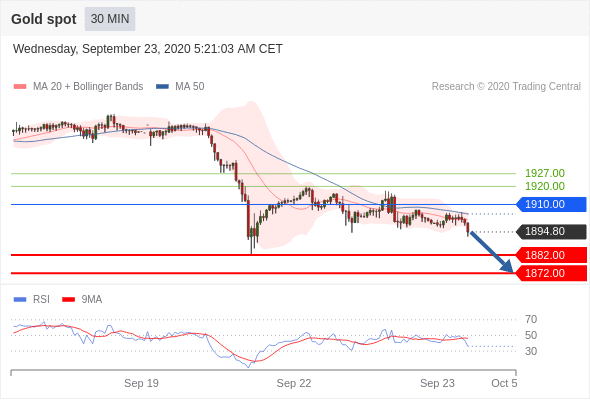 Gold spot 30 MIN
Wednesday, September 23, 2020 5:21:03 AM CET
MA 20 + Bollinger Bands MA 50 Research © 2020 Trading Central
1927.00
1920.00
1910.00
1894.80
1882.00
1872.00
RSI 9MA
70
50
30
Sep 19 Sep 22 Sep 23 Oct 5